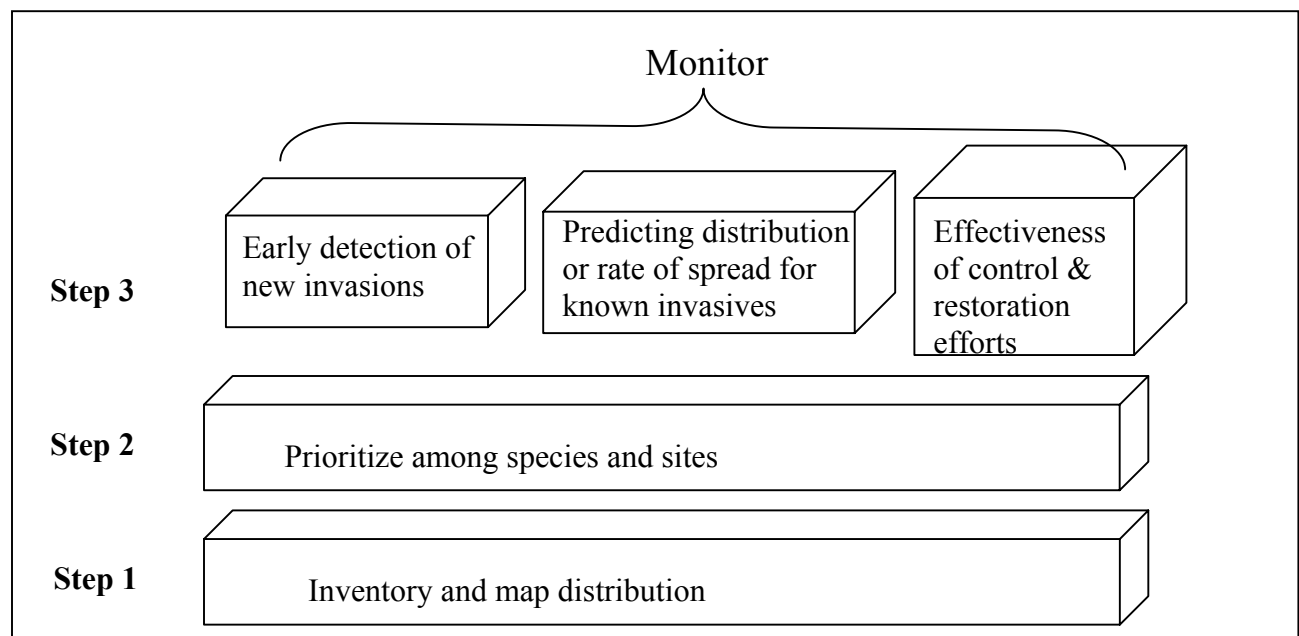 Monitor
Step 3
Early detection of
new invasions
Predicting distribution
or rate of spread for
known invasives
Effectiveness
of control &
restoration
efforts
Step 2
Prioritize among species and sites
Step 1
Inventory and map distribution